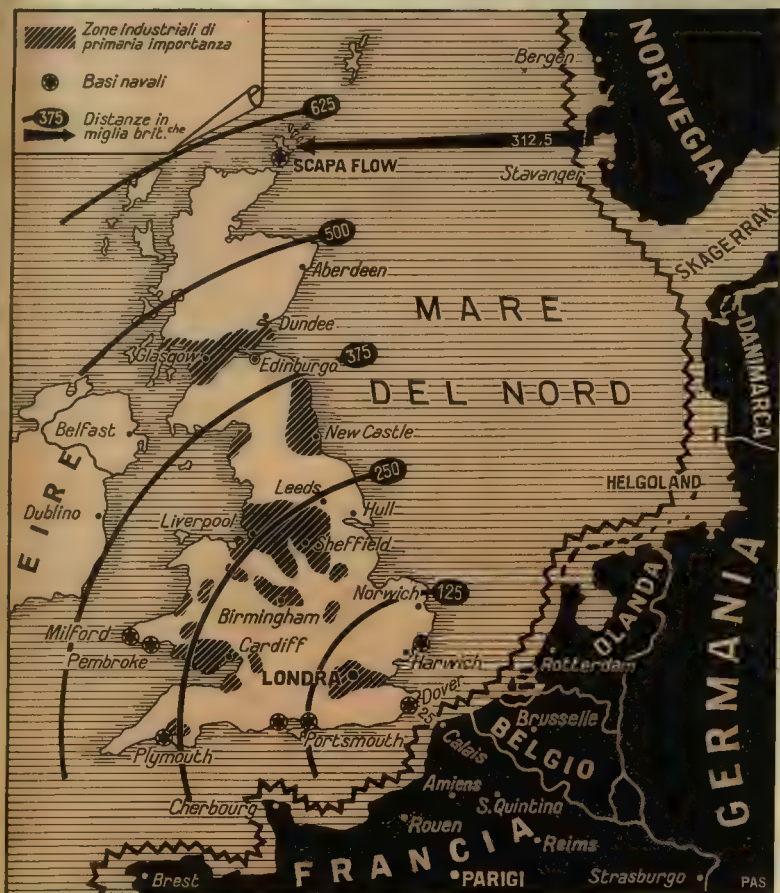 Zone industriali di
primaria importanza
Basi navali
375 Distanze in
miglia brit.che
625
Bergen
NORVEGIA
312,5
SCAPA FLOW
Stavanger
500
SKAGERRAK
Aberdeen
MARE
DANIMARCA
Dundee
Glasgow
Edinburgo
375
DEL NORD
Belfast
New Castle
EIRE
250
Leeds
HELGOLAND
Dublino
Liverpool
Hull
Sheffield
GERMANIA
Norwich
125
OLANDA
Birmingham
Milford
Cardiff
Harwich
Pembroke
Rotterdam
LONDRA
Dover
25
Brusselle
BELGIO
Portsmouth
Plymouth
Calais
Amiens
S. Quintino
Cherbourg
Rouen
Reims
FRANCIA
Brest
PARIGI
Strasburgo
PAS.